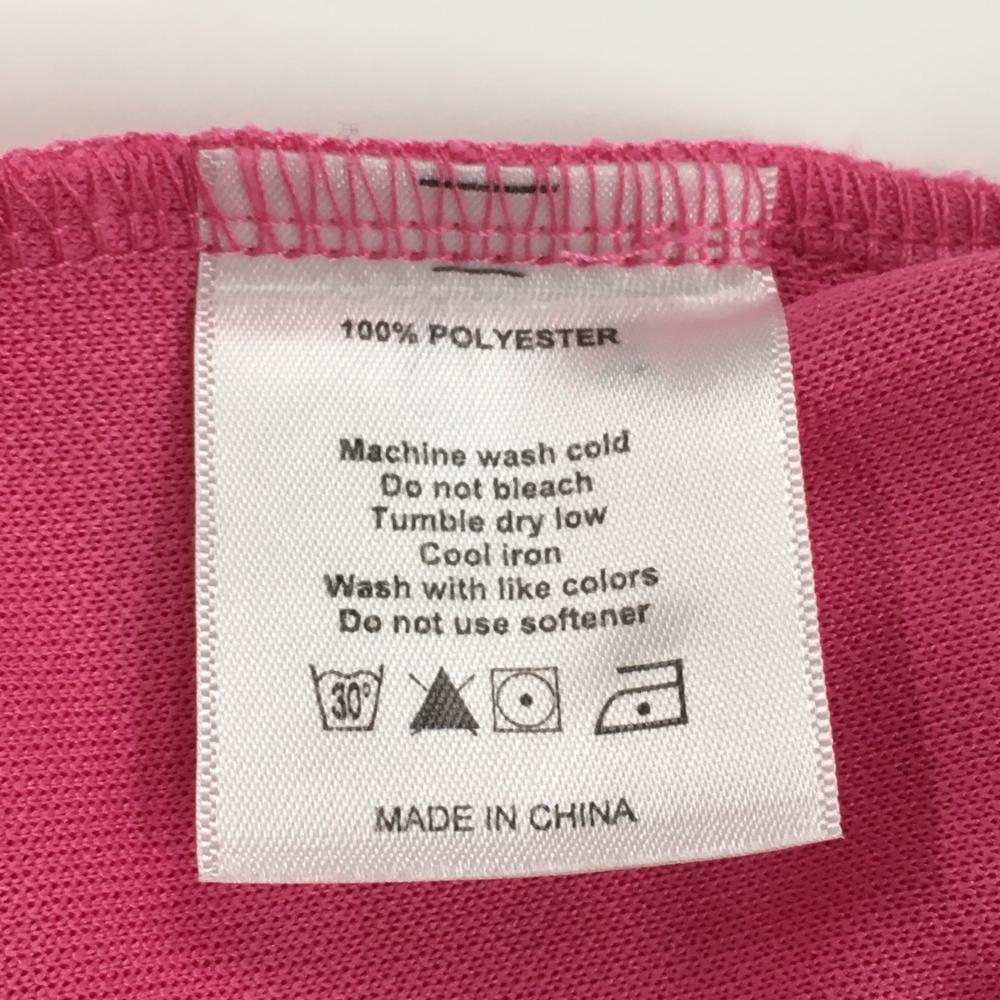 100% POLYESTER
Machine wash cold
Do not bleach
Tumble dry low
Cool iron
Wash with like colors
Do not use softener
30°
MADE IN CHINA